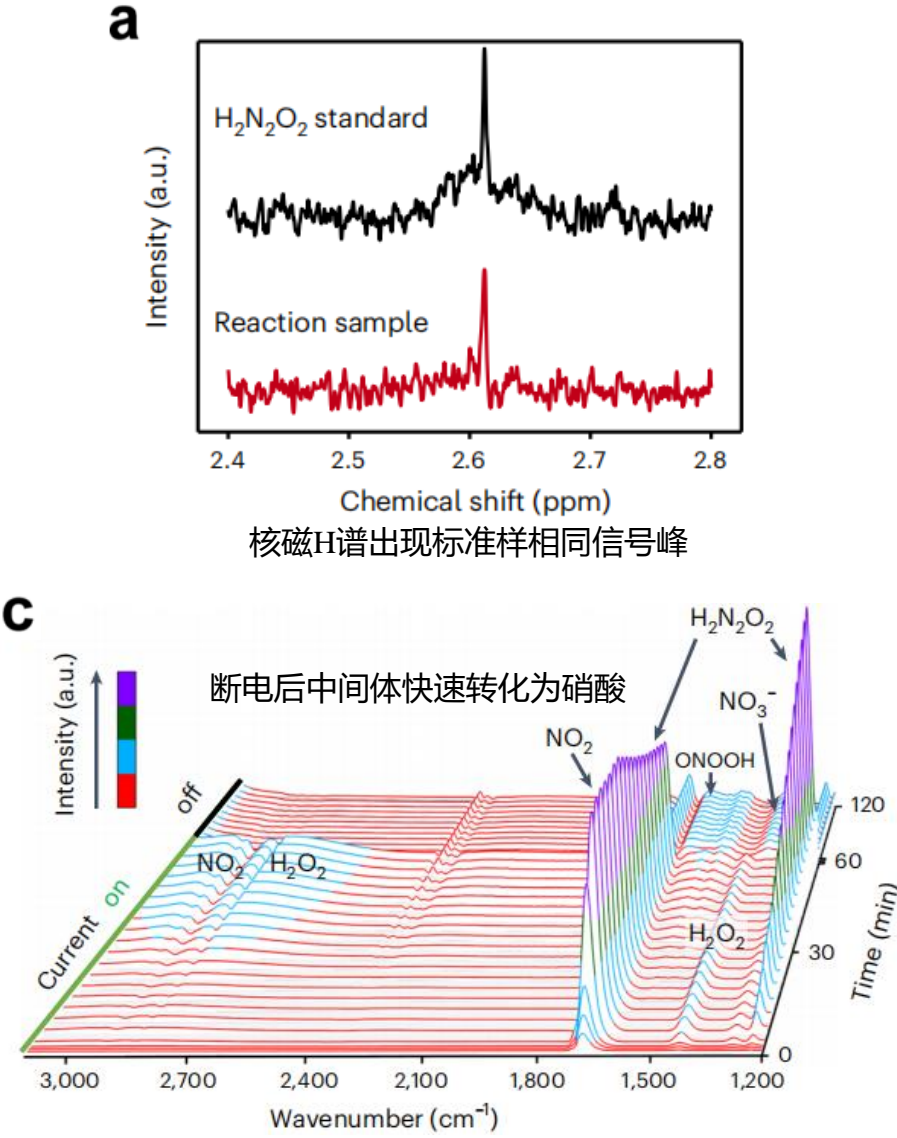 a
H₂N₂O₂ standard
Reaction sample
Intensity (a.u.)
2.4 2.5 2.6 2.7 2.8
Chemical shift (ppm)
核磁H谱出现标准样相同信号峰
c
Intensity (a.u.)
断电后中间体快速转化为硝酸
H₂N₂O₂
NO₃⁻
NO₂
ONOOH
off
NO₂ H₂O₂
on
Current
H₂O₂
120
60
30
0
Time (min)
3,000 2,700 2,400 2,100 1,800 1,500 1,200
Wavenumber (cm⁻¹)